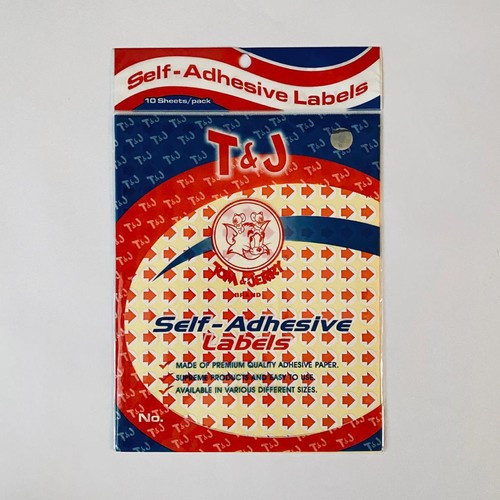 Self-Adhesive Labels
10 Sheets/pack
T&J
TOM & JERRY
BRAND
Self-Adhesive
Labels
MADE OF PREMIUM QUALITY ADHESIVE PAPER.
SUPREME PRODUCTS AND EASY TO USE.
AVAILABLE IN VARIOUS DIFFERENT SIZES.
No.
T&J